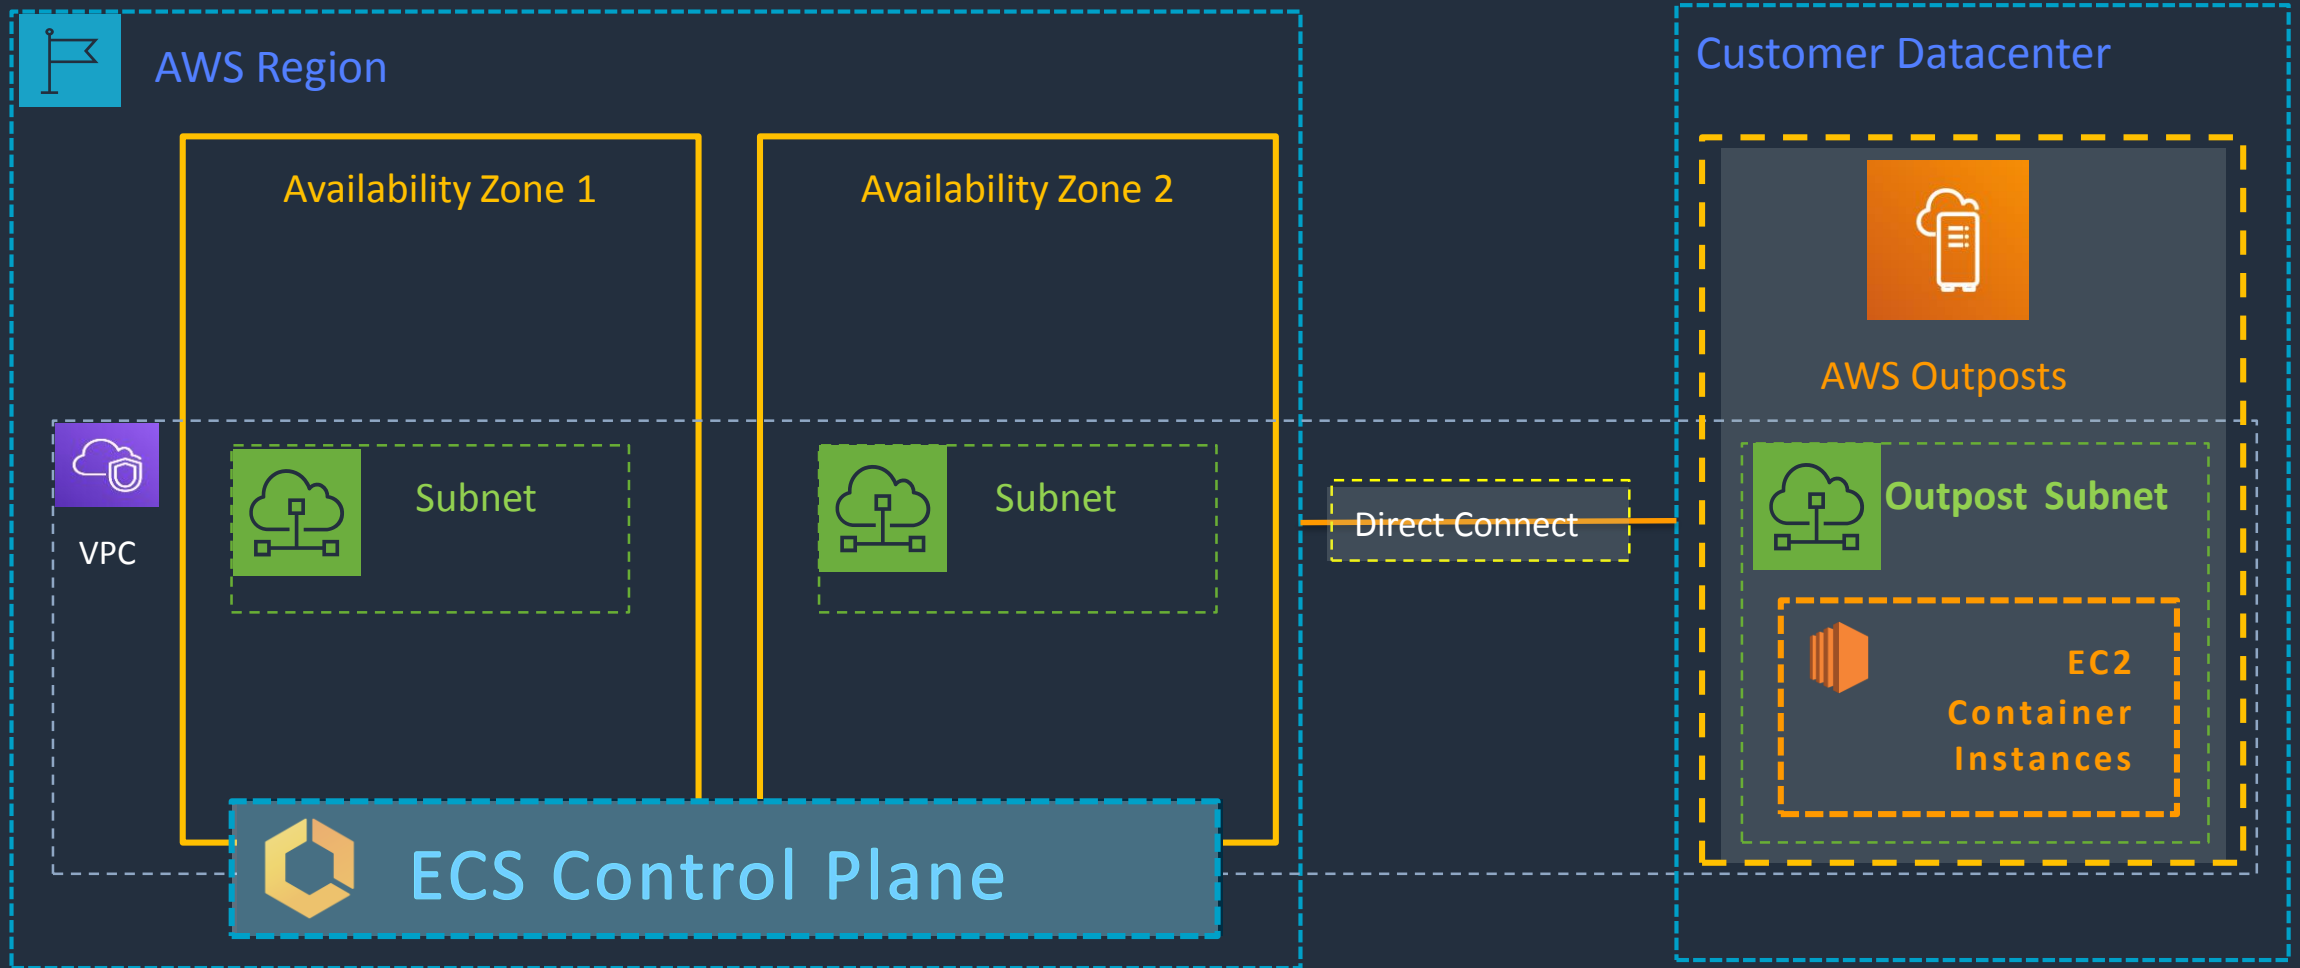 AWS Region
Customer Datacenter
Availability Zone 1
Availability Zone 2
AWS Outposts
VPC
Subnet
Subnet
Direct Connect
Outpost Subnet
EC2
Container
Instances
ECS Control Plane